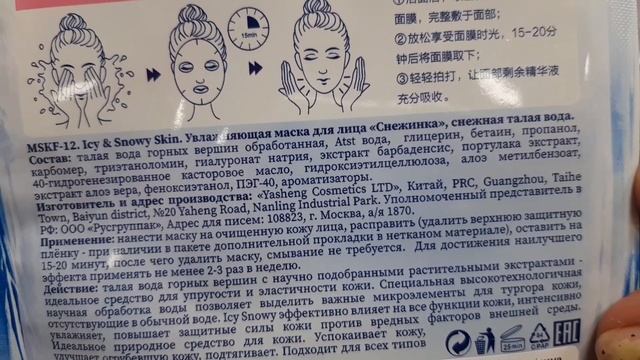 面膜，完整敷于面部；
②放松享受面膜时光，15-20分
钟后将面膜取下；
③轻轻拍打，让面部剩余精华液
充分吸收。
15min
MSKF-12. Icy & Snowy Skin. Увлажняющая маска для лица «Снежинка», снежная талая вода.
Состав: талая вода горных вершин обработанная, Atst вода, глицерин, бетаин, пропанол,
карбомер, триэтаноломин, гиалуронат натрия, экстракт барбаденсис, портулака экстракт,
40-гидрогенезированное касторовое масло, гидроксиэтилцеллюлоза, алоэ метилбензоат,
экстракт алоэ вера, феноксиэтанол, ПЭГ-40, ароматизаторы.
Изготовитель и адрес производства: «Yasheng Cosmetics LTD», Китай, PRC, Guangzhou, Taihe
Town, Baiyun district, №20 Yaheng Road, Nanling Industrial Park. Уполномоченный представитель в
РФ: ООО «Русгруппак», Адрес для писем: 108823, г. Москва, а/я 1870.
Применение: нанести маску на очищенную кожу лица, расправить (удалить верхнюю защитную
плёнку - при наличии в пакете дополнительной прокладки в нетканом материале), оставить на
15-20 минут, после чего удалить маску, смывание не требуется. Для достижения наилучшего
эффекта применять не менее 2-3 раз в неделю.
Действие: талая вода горных вершин с научно подобранными растительными экстрактами -
идеальное средство для упругости и эластичности кожи. Специальная высокотехнологичная
научная обработка воды позволяет выделить важные микроэлементы для тургора кожи,
отсутствующие в обычной воде. Icy Snowy эффективно влияет на все функции кожи, интенсивно
увлажняет, повышает защитные силы кожи против вредных факторов внешней среды.
Идеальное природное средство для кожи. Успокаивает кожу,
улучшает огрубевшую кожу, подтягивает. Подходит для всех типов
25min
EAC